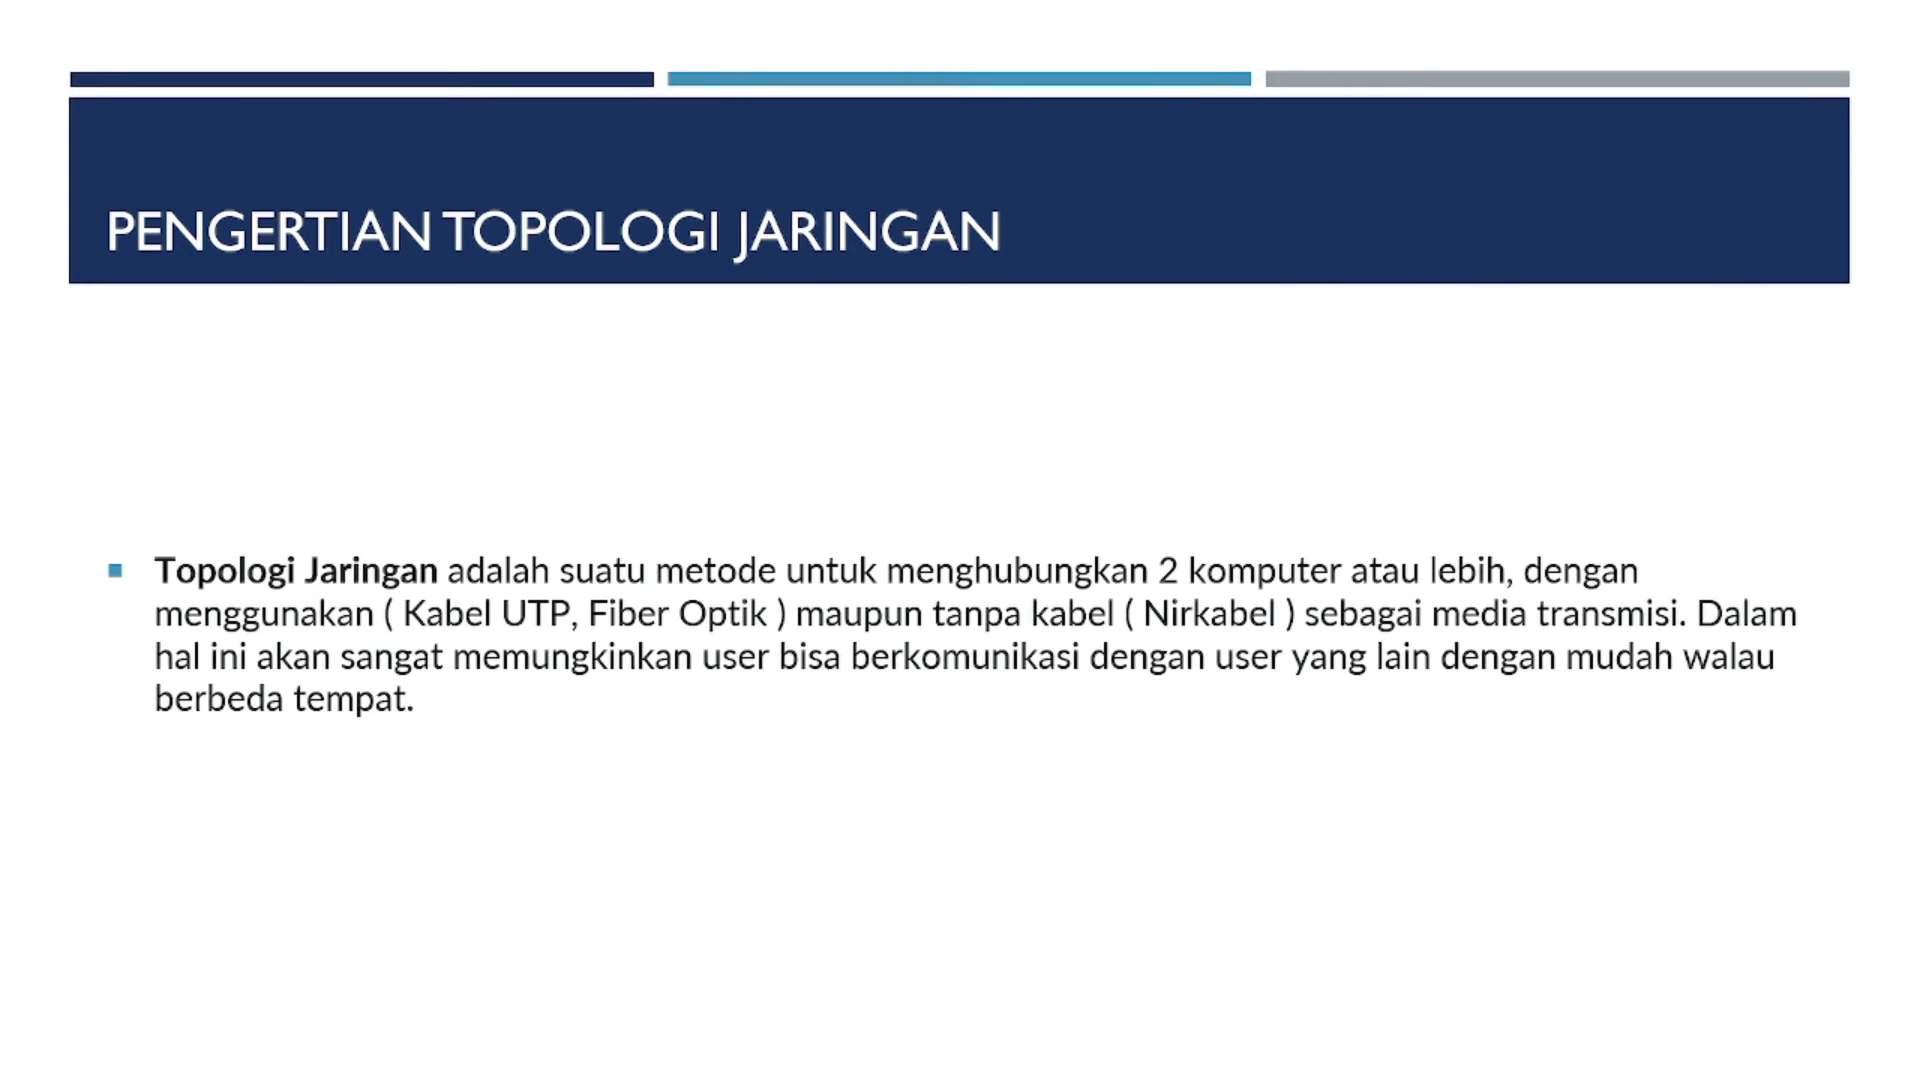 PENGERTIAN TOPOLOGI JARINGAN
Topologi Jaringan adalah suatu metode untuk menghubungkan 2 komputer atau lebih, dengan
menggunakan ( Kabel UTP, Fiber Optik ) maupun tanpa kabel ( Nirkabel ) sebagai media transmisi. Dalam
hal ini akan sangat memungkinkan user bisa berkomunikasi dengan user yang lain dengan mudah walau
berbeda tempat.